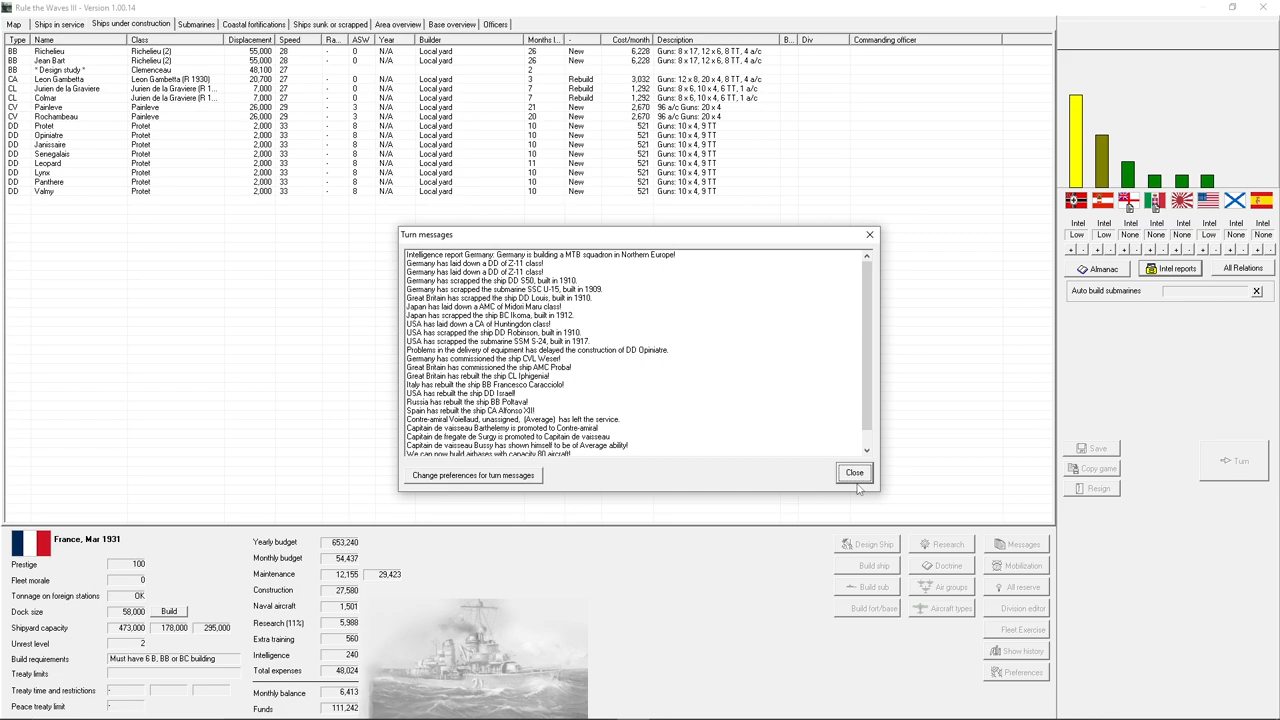 Rule the Waves III - Version 1.00.14
Map Ships in service Ships under construction Submarines Coastal fortifications Ships sunk or scrapped Area overview Base overview Officers
Type Name Class Displacement Speed Ra... ASW Year Builder Months l... - Cost/month Description B... Div Commanding officer
BB Richelieu Richelieu (2) 55,000 28 - 0 N/A Local yard 26 New 6,228 Guns: 8 x 17, 12 x 6, 8 TT, 4 a/c
BB Jean Bart Richelieu (2) 55,000 28 - 0 N/A Local yard 26 New 6,228 Guns: 8 x 17, 12 x 6, 8 TT, 4 a/c
BB * Design study * Clemenceau 48,100 27 2
CA Leon Gambetta Leon Gambetta (R 1930) 20,700 27 - 0 N/A Local yard 3 Rebuild 3,032 Guns: 12 x 8, 20 x 4, 4 TT, 4 a/c
CL Jurien de la Graviere Jurien de la Graviere (R 1... 7,000 27 - 0 N/A Local yard 7 Rebuild 1,292 Guns: 8 x 6, 10 x 4, 6 TT, 1 a/c
CL Colmar Jurien de la Graviere (R 1... 7,000 27 - 0 N/A Local yard 7 Rebuild 1,292 Guns: 8 x 6, 10 x 4, 6 TT, 1 a/c
CV Painleve Painleve 26,000 29 - 3 N/A Local yard 21 New 2,670 96 a/c Guns: 20 x 4
CV Rochambeau Painleve 26,000 29 - 3 N/A Local yard 20 New 2,670 96 a/c Guns: 20 x 4
DD Protet Protet 2,000 33 - 8 N/A Local yard 10 New 521 Guns: 10 x 4, 9 TT
DD Opiniatre Protet 2,000 33 - 8 N/A Local yard 10 New 521 Guns: 10 x 4, 9 TT
DD Janissaire Protet 2,000 33 - 8 N/A Local yard 10 New 521 Guns: 10 x 4, 9 TT
DD Senegalais Protet 2,000 33 - 8 N/A Local yard 10 New 521 Guns: 10 x 4, 9 TT
DD Leopard Protet 2,000 33 - 8 N/A Local yard 11 New 521 Guns: 10 x 4, 9 TT
DD Lynx Protet 2,000 33 - 8 N/A Local yard 10 New 521 Guns: 10 x 4, 9 TT
DD Panthere Protet 2,000 33 - 8 N/A Local yard 10 New 521 Guns: 10 x 4, 9 TT
DD Valmy Protet 2,000 33 - 8 N/A Local yard 10 New 521 Guns: 10 x 4, 9 TT
Intel Intel Intel Intel Intel Intel Intel Intel
Low Low None None None Low None None
+ - + - + - + - + - + - + - + -
Almanac Intel reports All Relations
Auto build submarines
Turn messages
Intelligence report Germany: Germany is building a MTB squadron in Northern Europe!
Germany has laid down a DD of Z-11 class!
Germany has laid down a DD of Z-11 class!
Germany has scrapped the ship DD S50, built in 1910.
Germany has scrapped the submarine SSC U-15, built in 1909.
Great Britain has scrapped the ship DD Louis, built in 1910.
Japan has laid down a AMC of Midori Maru class!
Japan has scrapped the ship BC Ikoma, built in 1912.
USA has laid down a CA of Huntingdon class!
USA has scrapped the ship DD Robinson, built in 1910.
USA has scrapped the submarine SSM S-24, built in 1917.
Problems in the delivery of equipment has delayed the construction of DD Opiniatre.
Germany has commissioned the ship CVL Weser!
Great Britain has commissioned the ship AMC Proba!
Great Britain has rebuilt the ship CL Iphigenia!
Italy has rebuilt the ship BB Francesco Caracciolo!
USA has rebuilt the ship DD Israel!
Russia has rebuilt the ship BB Poltava!
Spain has rebuilt the ship CA Alfonso XII!
Contre-amiral Voiellaud, unassigned, (Average) has left the service.
Capitain de vaisseau Barthelemy is promoted to Contre-amiral
Capitain de fregate de Surgy is promoted to Capitain de vaisseau
Capitain de vaisseau Bussy has shown himself to be of Average ability!
We can now build airbases with capacity 80 aircraft!
Change preferences for turn messages Close
Save
Copy game
Resign
Turn
France, Mar 1931
Prestige 100
Fleet morale 0
Tonnage on foreign stations OK
Dock size 58,000 Build
Shipyard capacity 473,000 178,000 295,000
Unrest level 2
Build requirements Must have 6 B, BB or BC building
Treaty limits
Treaty time and restrictions - 
Peace treaty limit -
Yearly budget 653,240
Monthly budget 54,437
Maintenance 12,155 29,423
Construction 27,580
Naval aircraft 1,501
Research (11%) 5,988
Extra training 560
Intelligence 240
Total expenses 48,024
Monthly balance 6,413
Funds 111,242
Design Ship Research Messages
Build ship Doctrine Mobilization
Build sub Air groups All reserve
Build fort/base Aircraft types Division editor
Fleet Exercise
Show history
Preferences